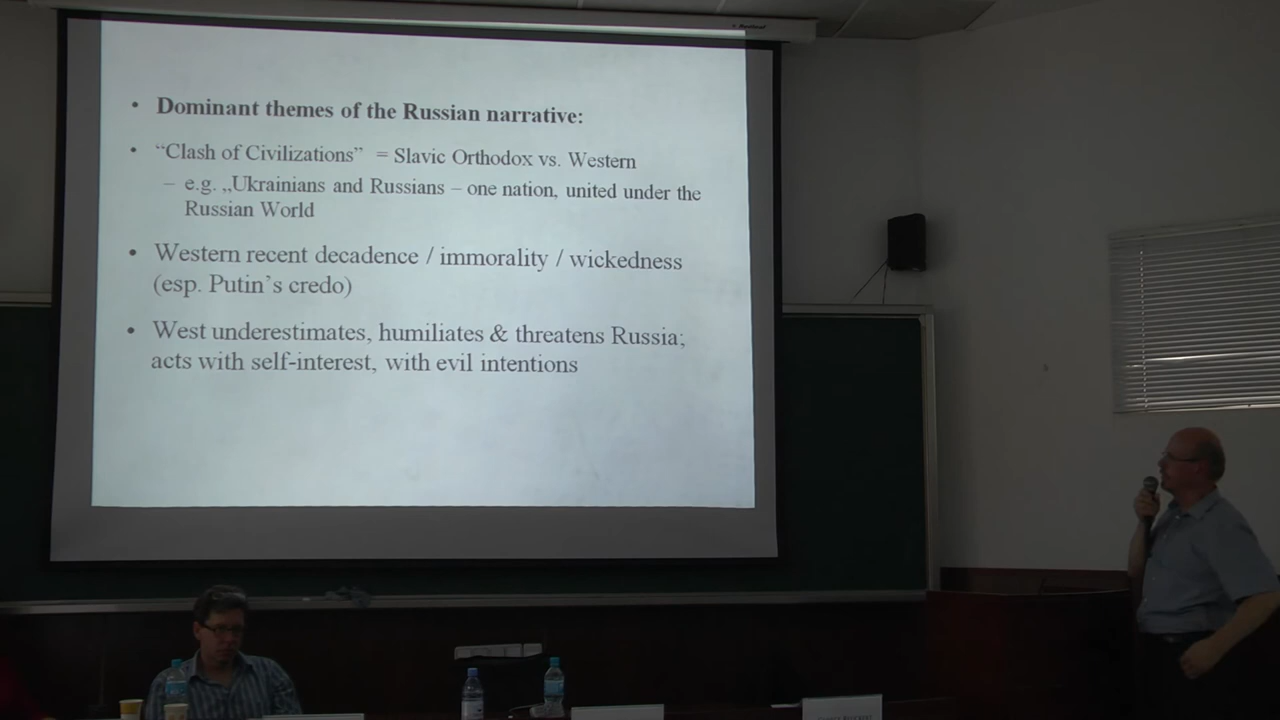 • Dominant themes of the Russian narrative:
• “Clash of Civilizations” = Slavic Orthodox vs. Western
– e.g. „Ukrainians and Russians – one nation, united under the
Russian World
• Western recent decadence / immorality / wickedness
(esp. Putin’s credo)
• West underestimates, humiliates & threatens Russia;
acts with self-interest, with evil intentions